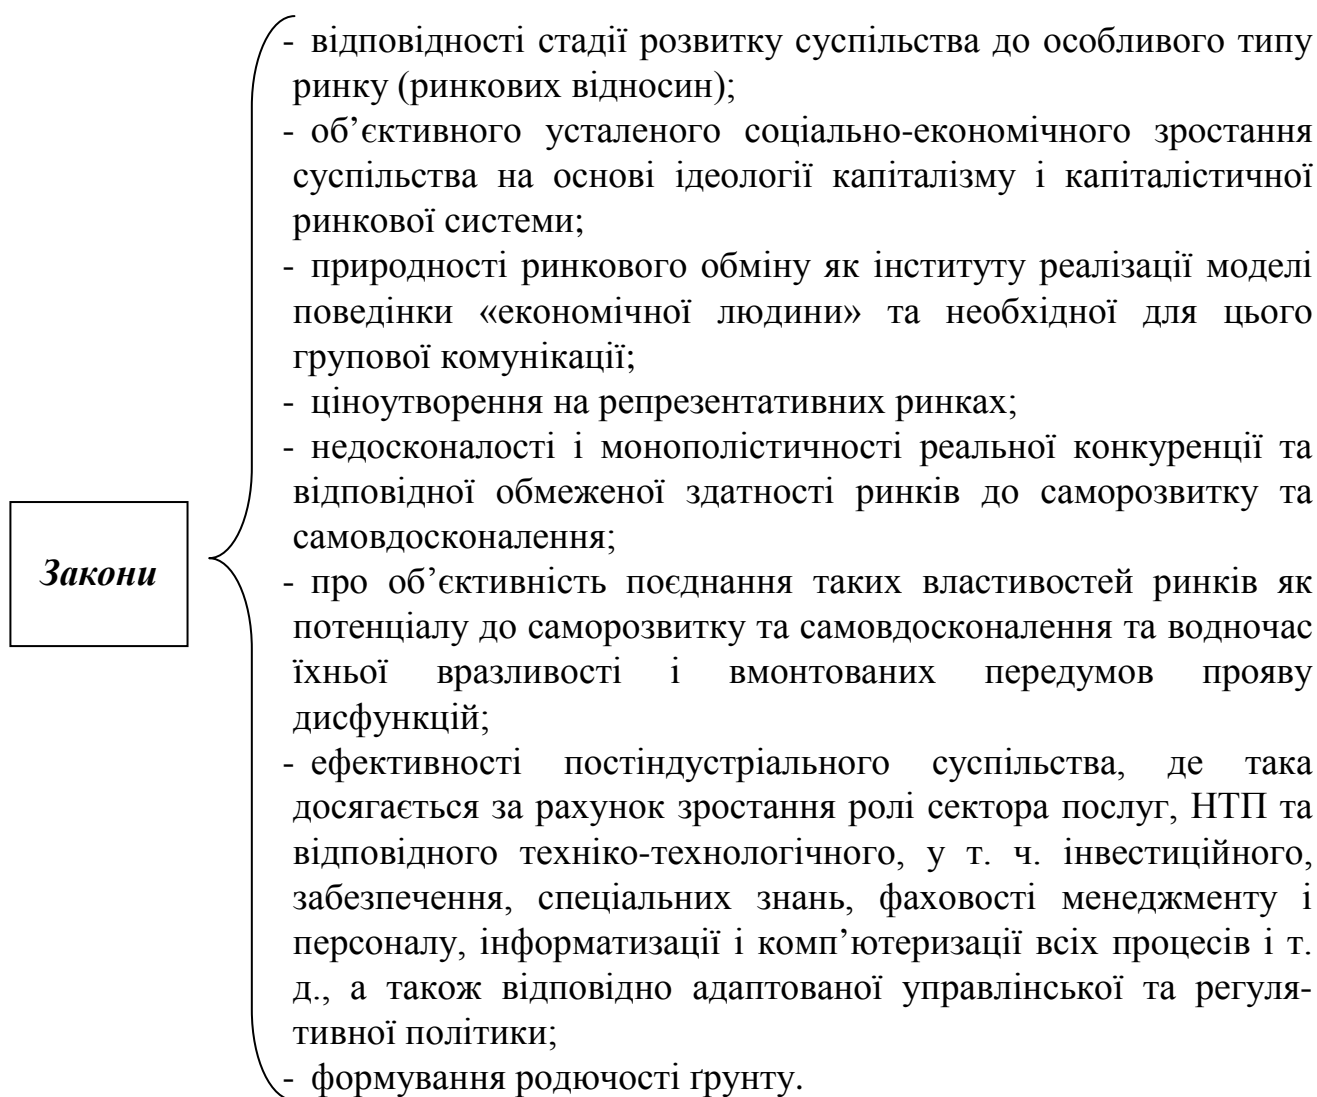 - відповідності стадії розвитку суспільства до особливого типу
ринку (ринкових відносин);
- об’єктивного усталеного соціально-економічного зростання
суспільства на основі ідеології капіталізму і капіталістичної
ринкової системи;
- природності ринкового обміну як інституту реалізації моделі
поведінки «економічної людини» та необхідної для цього
групової комунікації;
- ціноутворення на репрезентативних ринках;
- недосконалості і монополістичності реальної конкуренції та
відповідної обмеженої здатності ринків до саморозвитку та
самовдосконалення;
Закони
- про об’єктивність поєднання таких властивостей ринків як
потенціалу до саморозвитку та самовдосконалення та водночас
їхньої вразливості і вмонтованих передумов прояву
дисфункцій;
- ефективності постіндустріального суспільства, де така
досягається за рахунок зростання ролі сектора послуг, НТП та
відповідного техніко-технологічного, у т. ч. інвестиційного,
забезпечення, спеціальних знань, фаховості менеджменту і
персоналу, інформатизації і комп’ютеризації всіх процесів і т.
д., а також відповідно адаптованої управлінської та регуля-
тивної політики;
- формування родючості ґрунту.